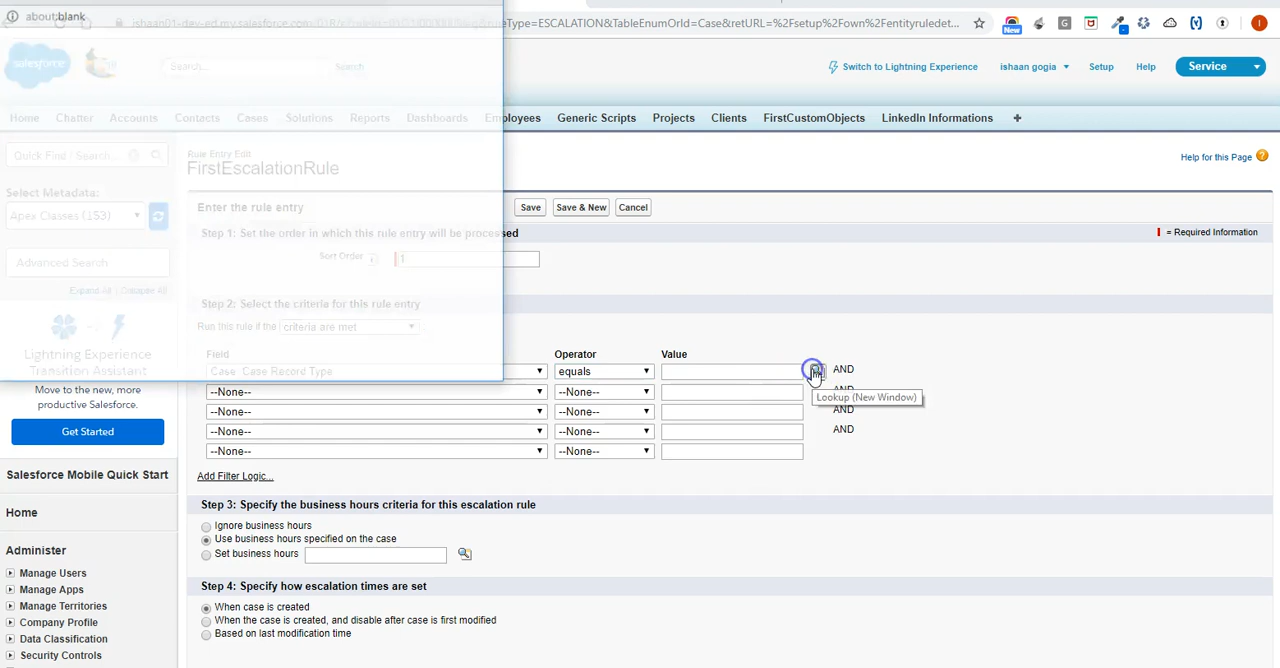 about:blank
ishaan01-dev-ed.my.salesforce.com
Type=ESCALATION&TableEnumOrId=Case&retURL=%2Fsetup%2Fown%2Fentityruledet...
New
G
I
salesforce
Search...
Search
Switch to Lightning Experience
ishaan gogia
Setup
Help
Service
Home
Chatter
Accounts
Contacts
Cases
Solutions
Reports
Dashboards
Employees
Generic Scripts
Projects
Clients
FirstCustomObjects
LinkedIn Informations
+
Quick Find / Search...
Rule Entry Edit
FirstEscalationRule
Help for this Page
Select Metadata:
Apex Classes (153)
Enter the rule entry
Save
Save & New
Cancel
Step 1: Set the order in which this rule entry will be processed
= Required Information
Sort Order
1
Advanced Search
Expand All | Collapse All
Step 2: Select the criteria for this rule entry
Run this rule if the criteria are met
Lightning Experience
Transition Assistant
Field
Operator
Value
Case: Case Record Type
equals
AND
Move to the new, more
productive Salesforce.
--None--
--None--
AND
Lookup (New Window)
--None--
--None--
AND
Get Started
--None--
--None--
AND
--None--
--None--
Salesforce Mobile Quick Start
Add Filter Logic...
Step 3: Specify the business hours criteria for this escalation rule
Home
Ignore business hours
Use business hours specified on the case
Set business hours
Administer
Manage Users
Manage Apps
Manage Territories
Company Profile
Data Classification
Security Controls
Step 4: Specify how escalation times are set
When case is created
When the case is created, and disable after case is first modified
Based on last modification time